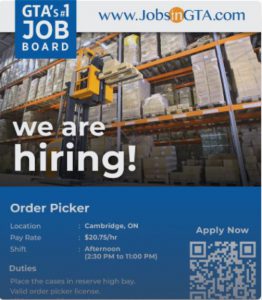 GTA's #1
JOB
BOARD
www.JobsinGTA.com
we are
hiring!
Order Picker
Location : Cambridge, ON
Pay Rate : $20.75/hr
Shift : Afternoon
(2:30 PM to 11:00 PM)
Apply Now
Duties
Place the cases in reserve high bay.
Valid order picker license.